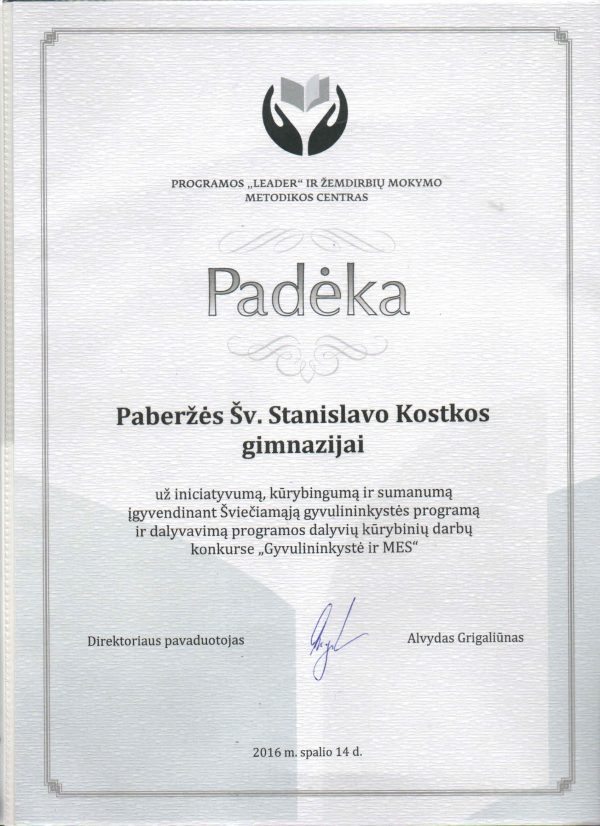 PROGRAMOS „LEADER“ IR ŽEMDIRBIŲ MOKYMO
METODIKOS CENTRAS
Padėka
Paberžės Šv. Stanislavo Kostkos
gimnazijai
už iniciatyvumą, kūrybingumą ir sumanumą
įgyvendinant Šviečiamąją gyvulininkystės programą
ir dalyvavimą programos dalyvių kūrybinių darbų
konkurse „Gyvulininkystė ir MES“
Direktoriaus pavaduotojas Alvydas Grigaliūnas
2016 m. spalio 14 d.